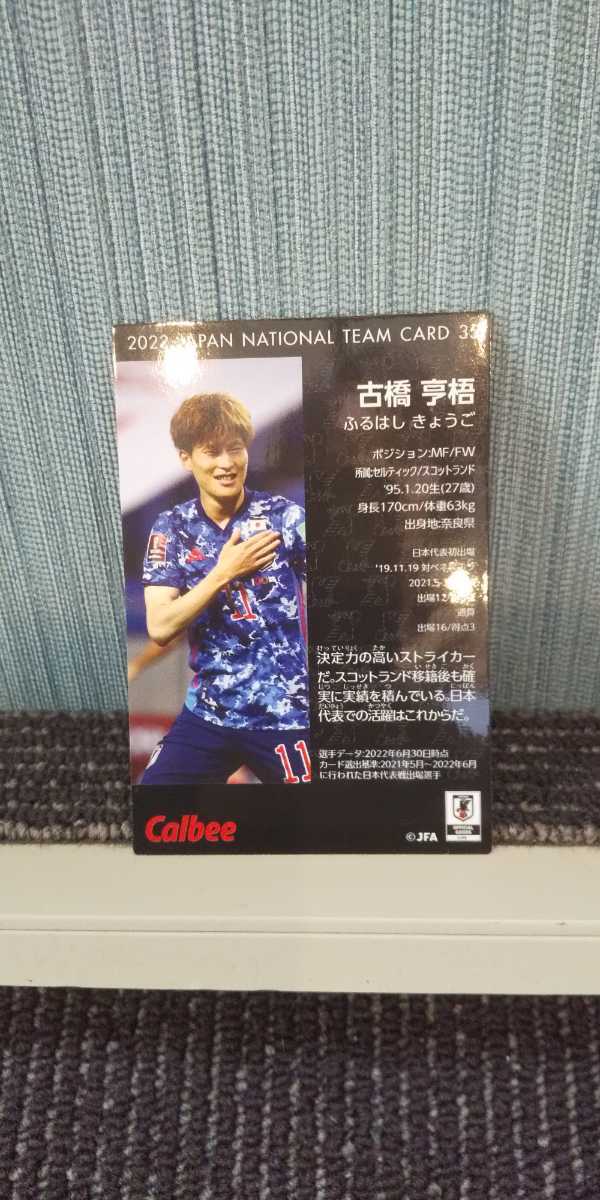 2022 JAPAN NATIONAL TEAM CARD
古橋 亨梧
ふるはし きょうご
ポジション:MF/FW
所属:セルティック/スコットランド
'95.1.20生(27歳)
身長170cm/体重63kg
出身地:奈良県
日本代表初出場
'19.11.19 対ベネズエラ
2021.5
出場
通算
出場16/得点3
決定力の高いストライカー
だ。スコットランド移籍後も確
実に実績を積んでいる。日本
代表での活躍はこれからだ。
選手データ:2022年6月30日時点
カード選出基準:2021年5月〜2022年6月
に行われた日本代表戦出場選手
11
11
Calbee
©JFA
OFFICIAL